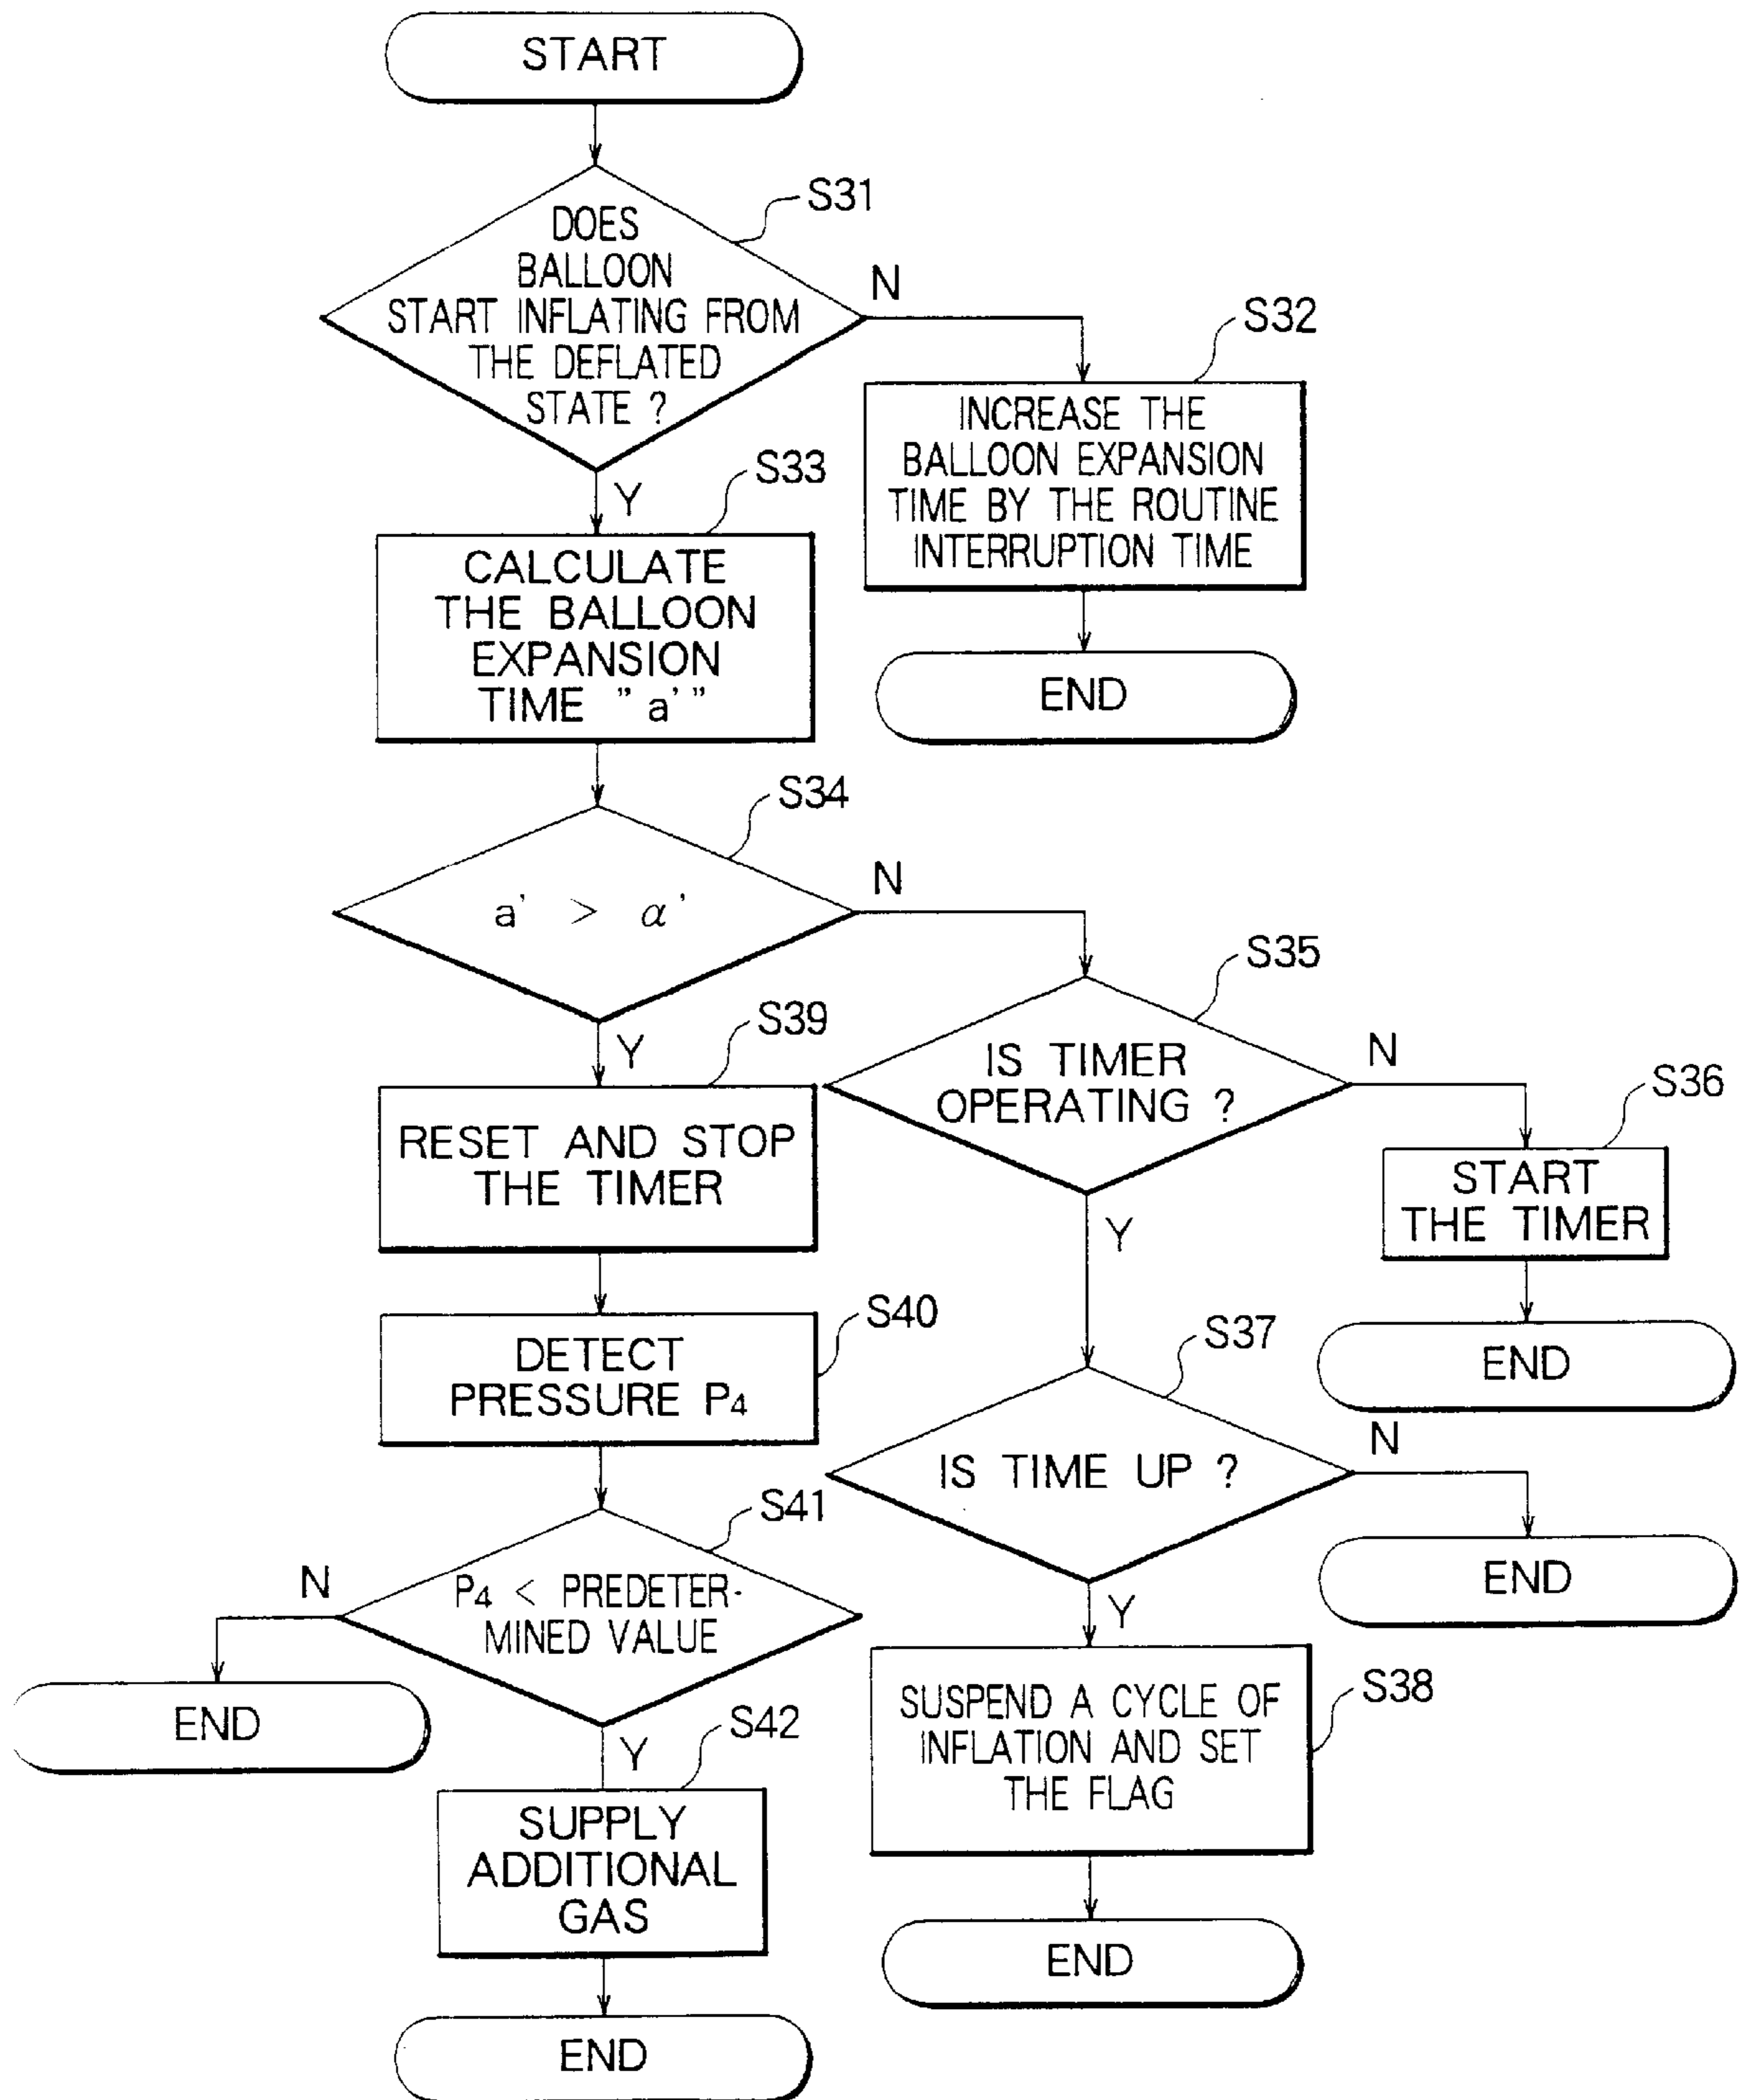 START
S31
DOES
BALLOON
START INFLATING FROM
THE DEFLATED
STATE ?
N
S32
INCREASE THE
BALLOON EXPANSION
TIME BY THE ROUTINE
INTERRUPTION TIME
END
Y
S33
CALCULATE
THE BALLOON
EXPANSION
TIME "a'"
S34
a' > α'
N
S35
IS TIMER
OPERATING ?
N
S36
START
THE TIMER
END
Y
S39
RESET AND STOP
THE TIMER
S40
DETECT
PRESSURE P4
Y
S37
IS TIME UP ?
N
END
S41
P4 < PREDETER-
MINED VALUE
N
END
Y
S42
SUPPLY
ADDITIONAL
GAS
END
Y
S38
SUSPEND A CYCLE OF
INFLATION AND SET
THE FLAG
END